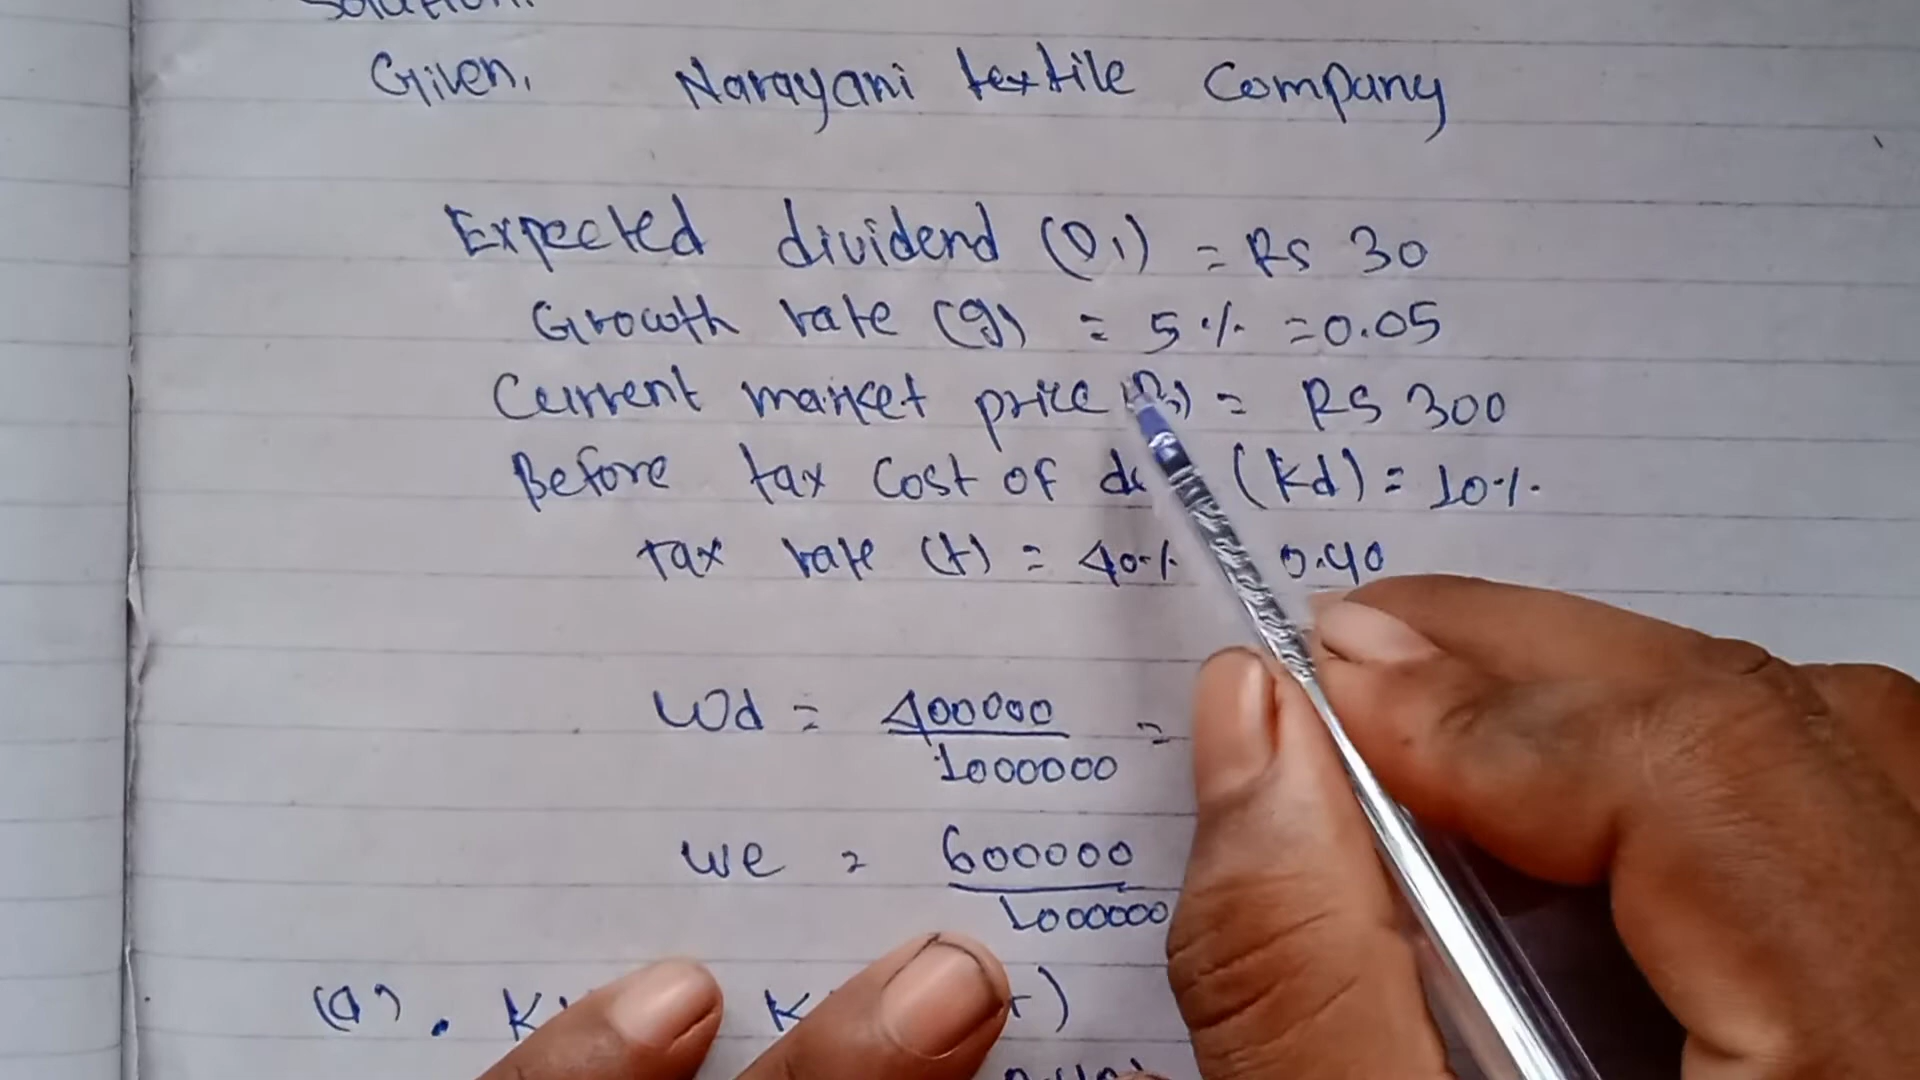 Solution:
Given, Narayani textile Company
Expected dividend (D1) = RS 30
Growth rate (g) = 5% = 0.05
Current market price = RS 300
Before tax Cost of (Kd) = 10%
tax rate (t) = 40% 0.40
Wd = 400000 / 1000000 =
we = 600000 / 1000000
(a).